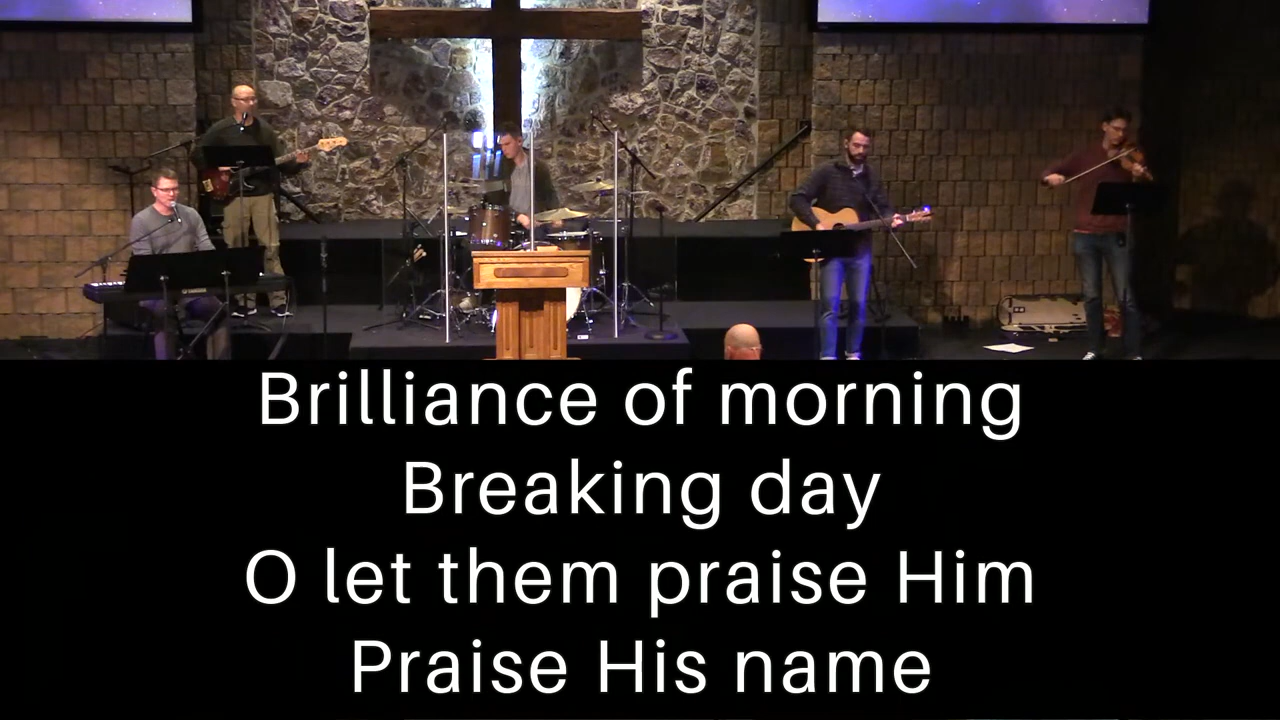 Brilliance of morning
Breaking day
O let them praise Him
Praise His name